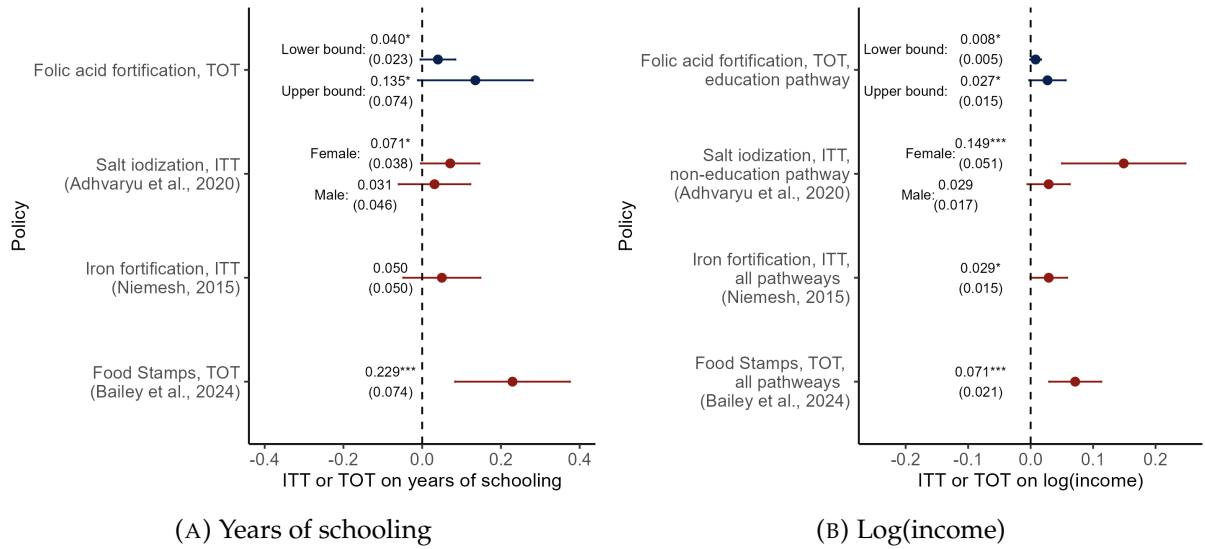 Policy
Folic acid fortification, TOT
Lower bound:
0.040*
(0.023)
Upper bound:
0.135*
(0.074)
Salt iodization, ITT
(Adhvaryu et al., 2020)
Female:
0.071*
(0.038)
Male:
0.031
(0.046)
Iron fortification, ITT
(Niemesh, 2015)
0.050
(0.050)
Food Stamps, TOT
(Bailey et al., 2024)
0.229***
(0.074)
-0.4 -0.2 0.0 0.2 0.4
ITT or TOT on years of schooling
(A) Years of schooling
Policy
Folic acid fortification, TOT,
education pathway
Lower bound:
0.008*
(0.005)
Upper bound:
0.027*
(0.015)
Salt iodization, ITT,
non-education pathway
(Adhvaryu et al., 2020)
Female:
0.149***
(0.051)
Male:
0.029
(0.017)
Iron fortification, ITT,
all pathweays
(Niemesh, 2015)
0.029*
(0.015)
Food Stamps, TOT,
all pathweays
(Bailey et al., 2024)
0.071***
(0.021)
-0.2 -0.1 0.0 0.1 0.2
ITT or TOT on log(income)
(B) Log(income)